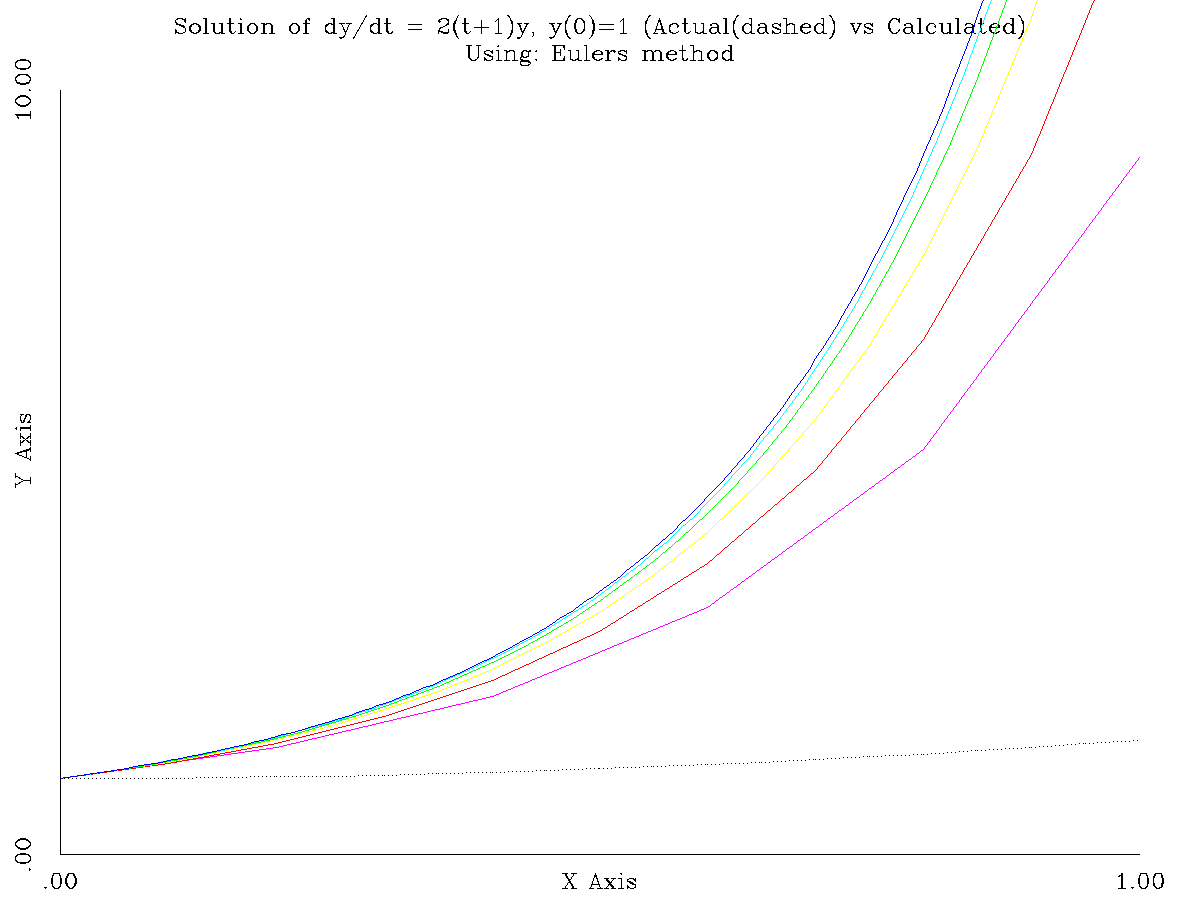 Solution of dy/dt = 2(t+1)y, y(0)=1 (Actual(dashed) vs Calculated)
Using: Eulers method
10.00
Y Axis
.00
.00
X Axis
1.00